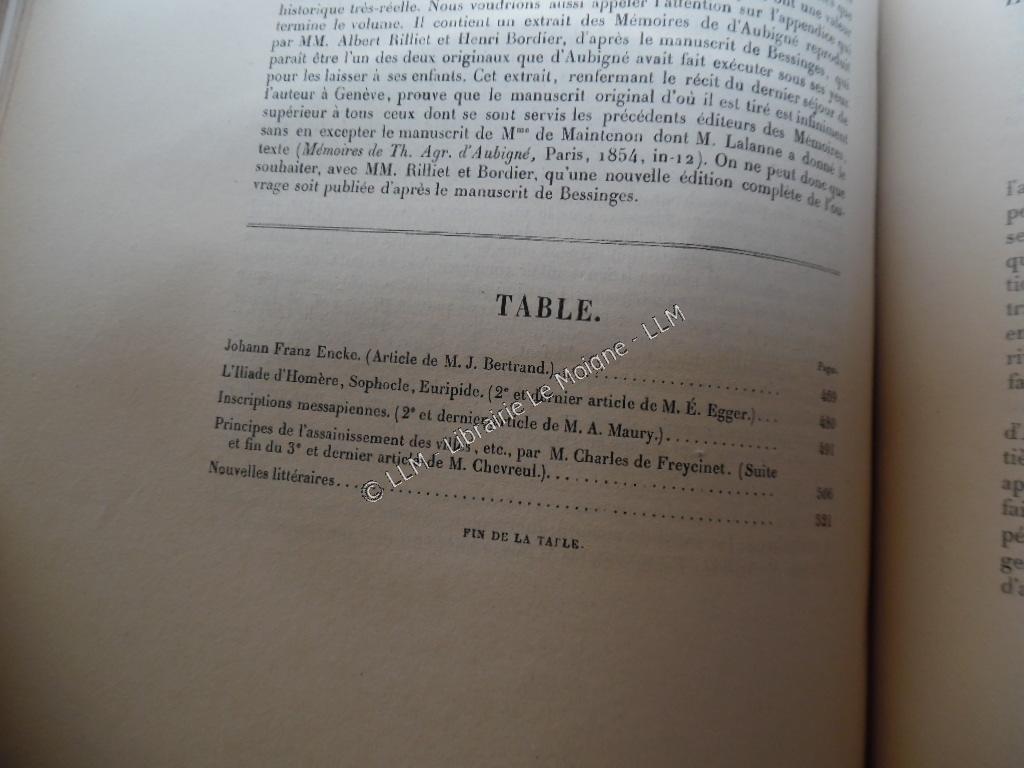 historique très-réelle. Nous voudrions aussi appeler l'attention sur l'appendice qui
termine le volume. Il contient un extrait des Mémoires de d'Aubigné reproduit
par MM. Albert Rilliet et Henri Bordier, d'après le manuscrit de Bessinges, qui
paraît être l'un des deux originaux que d'Aubigné avait fait exécuter sous ses yeux
pour les laisser à ses enfants. Cet extrait, renfermant le récit du dernier séjour de
l'auteur à Genève, prouve que le manuscrit original d'où il est tiré est infiniment
supérieur à tous ceux dont se sont servis les précédents éditeurs des Mémoires,
sans en excepter le manuscrit de Mme de Maintenon dont M. Lalanne a donné le
texte (Mémoires de Th. Agr. d'Aubigné, Paris, 1854, in-12). On ne peut donc que
souhaiter, avec MM. Rilliet et Bordier, qu'une nouvelle édition complète de l'ou-
vrage soit publiée d'après le manuscrit de Bessinges.
TABLE.
Pages.
Johann Franz Encke. (Article de M. J. Bertrand.) 469
L'Iliade d'Homère, Sophocle, Euripide. (2e et dernier article de M. É. Egger.) 480
Inscriptions messapiennes. (2e et dernier article de M. A. Maury.) 491
Principes de l'assainissement des villes, etc., par M. Charles de Freycinet. (Suite
et fin du 3e et dernier article de M. Chevreul.) 506
Nouvelles littéraires 521
FIN DE LA TABLE.
© LLM - Librairie Le Moigne - LLM